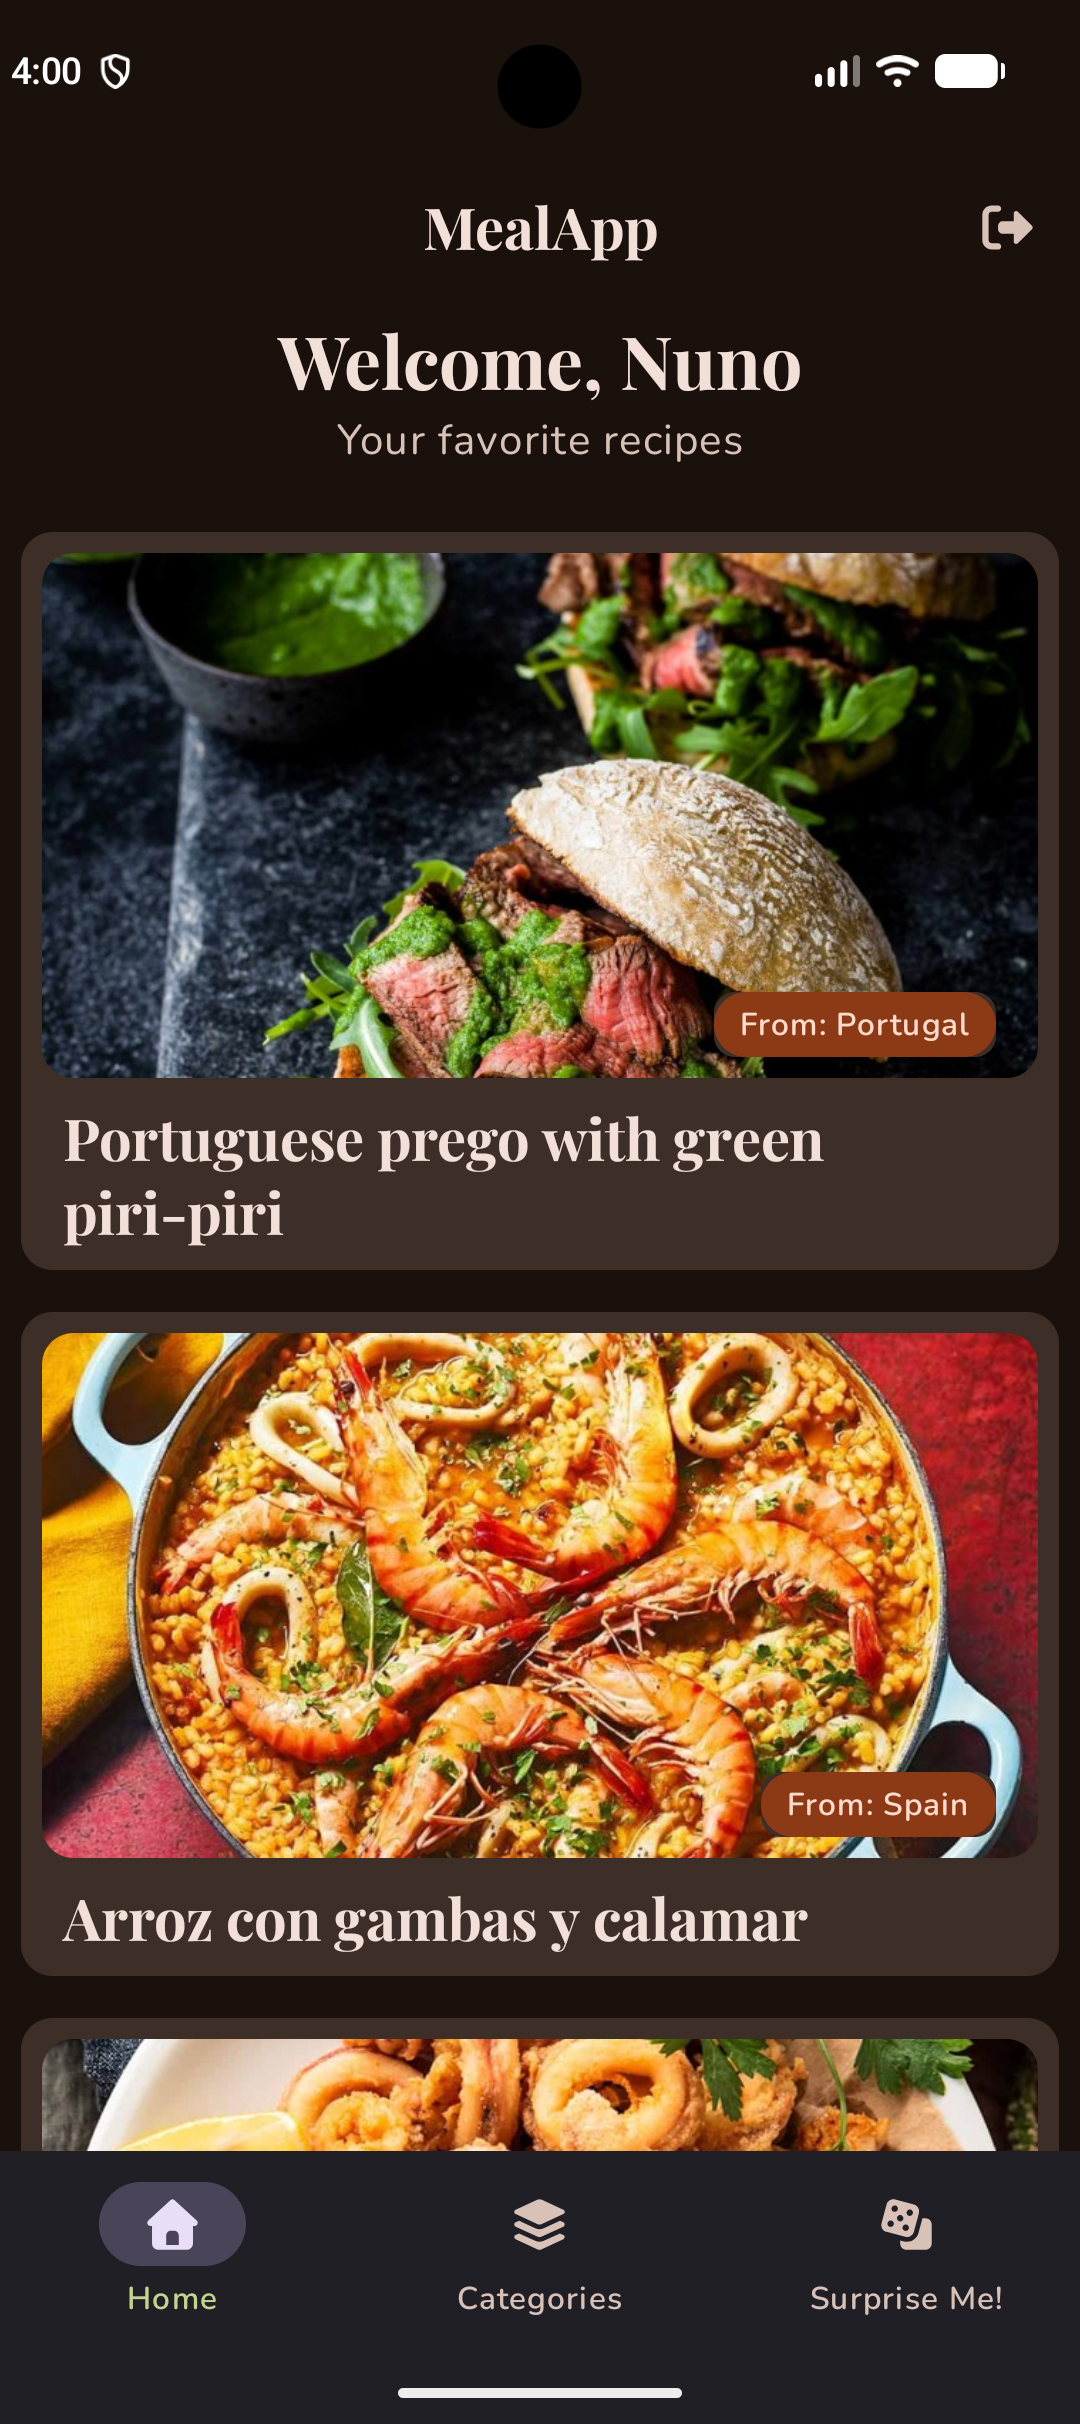 4:00
MealApp
Welcome, Nuno
Your favorite recipes
From: Portugal
Portuguese prego with green
piri-piri
From: Spain
Arroz con gambas y calamar
Home
Categories
Surprise Me!